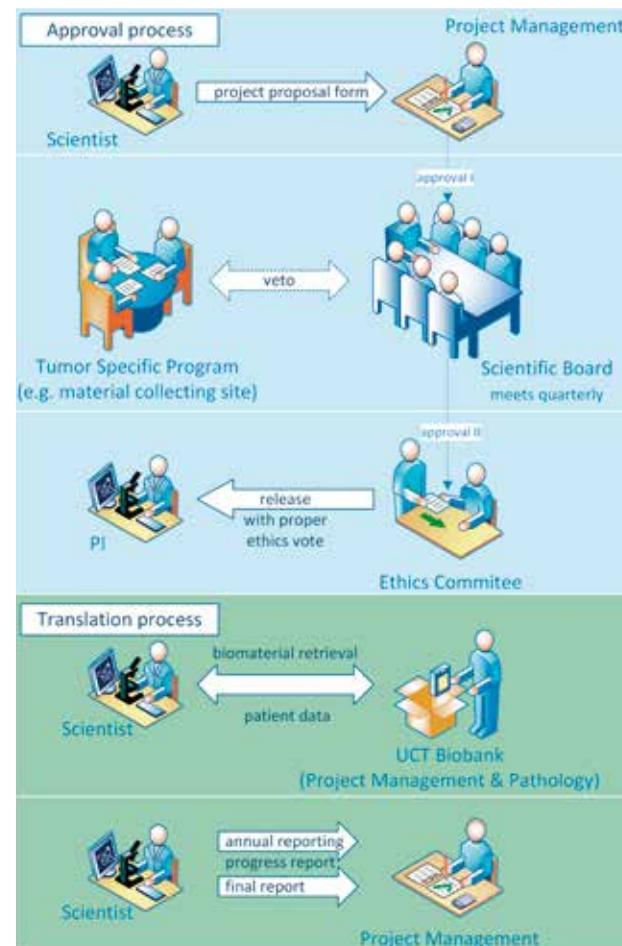 Approval process
Project Management
project proposal form
Scientist
approval I
veto
Tumor Specific Program
(e.g. material collecting site)
Scientific Board
meets quarterly
approval II
release
with proper
ethics vote
PI
Ethics Commitee
Translation process
biomaterial retrieval
patient data
Scientist
UCT Biobank
(Project Management & Pathology)
annual reporting
progress report
final report
Scientist
Project Management